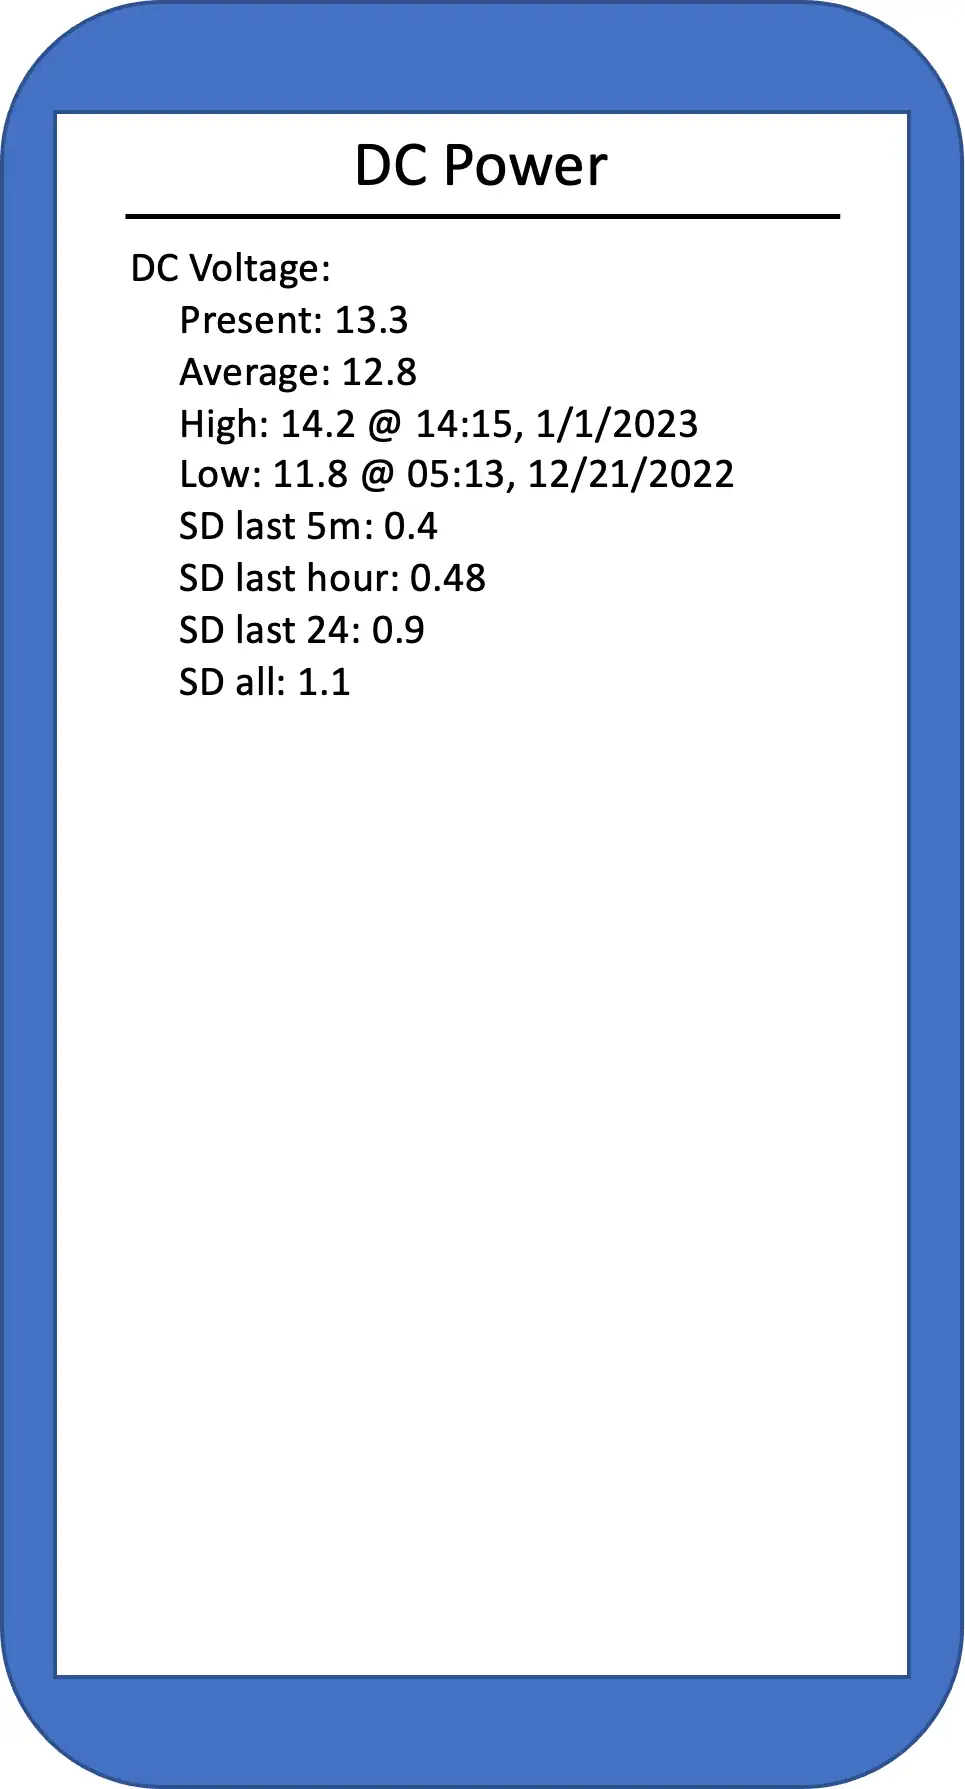 DC Power
DC Voltage:
Present: 13.3
Average: 12.8
High: 14.2 @ 14:15, 1/1/2023
Low: 11.8 @ 05:13, 12/21/2022
SD last 5m: 0.4
SD last hour: 0.48
SD last 24: 0.9
SD all: 1.1